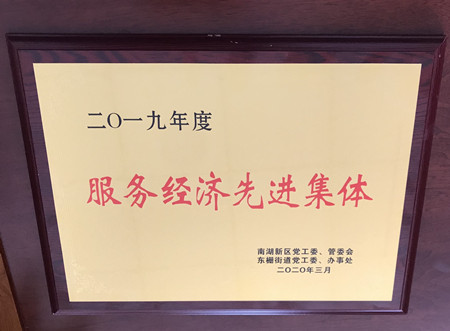 二〇一九年度
服务经济先进集体
南湖新区党工委、管委会
东栅街道党工委、办事处
二〇二〇年三月